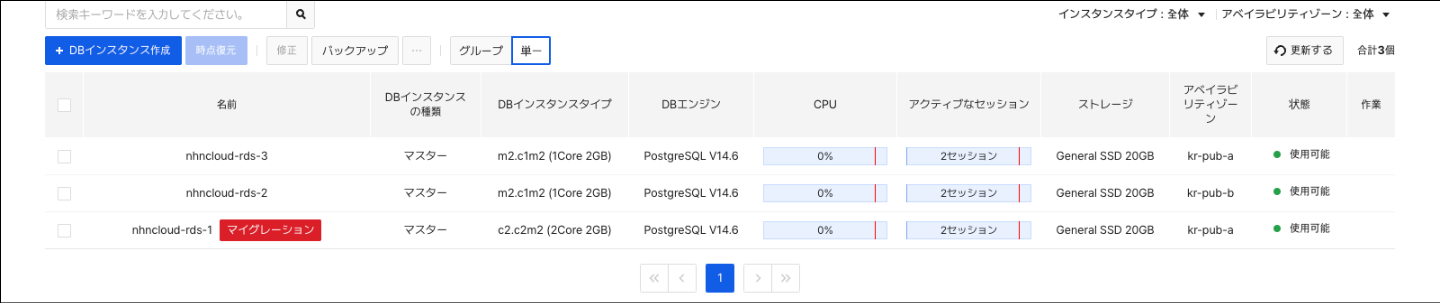 検索キーワードを入力してください。
インスタンスタイプ : 全体 アベイラビリティゾーン : 全体
+ DBインスタンス作成 時点復元 修正 バックアップ ... グループ 単一 更新する 合計3個
名前 DBインスタンスの種類 DBインスタンスタイプ DBエンジン CPU アクティブなセッション ストレージ アベイラビリティゾーン 状態 作業
nhncloud-rds-3 マスター m2.c1m2 (1Core 2GB) PostgreSQL V14.6 0% 2セッション General SSD 20GB kr-pub-a 使用可能
nhncloud-rds-2 マスター m2.c1m2 (1Core 2GB) PostgreSQL V14.6 0% 2セッション General SSD 20GB kr-pub-b 使用可能
nhncloud-rds-1 マイグレーション マスター c2.c2m2 (2Core 2GB) PostgreSQL V14.6 0% 2セッション General SSD 20GB kr-pub-a 使用可能
1